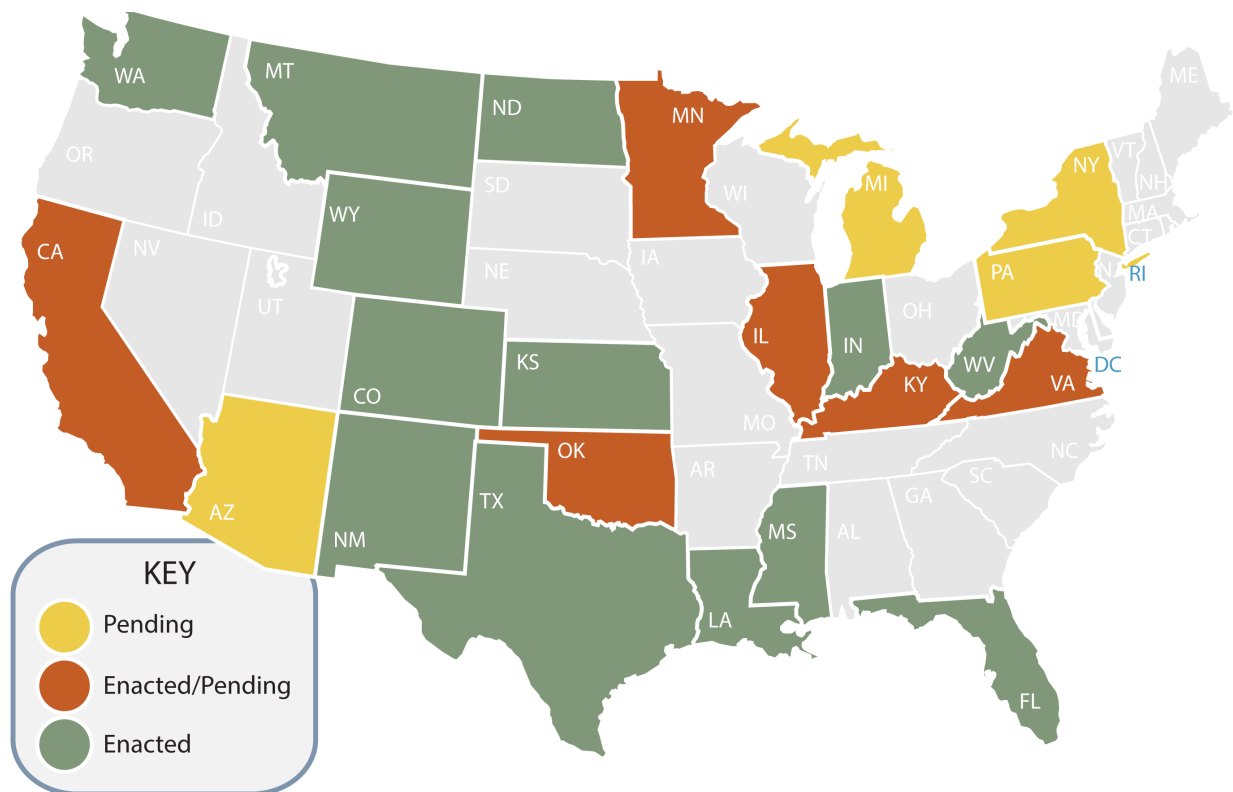 ME
WA
MT
ND
MN
OR
VT
NY
NH
SD
WI
MI
ID
WY
MA
CT
CA
NV
IA
NE
PA
RI
UT
OH
MD
IL
IN
KS
WV
DC
CO
KY
VA
MO
NC
OK
TN
AR
SC
TX
GA
AZ
NM
MS
AL
LA
FL
KEY
Pending
Enacted/Pending
Enacted